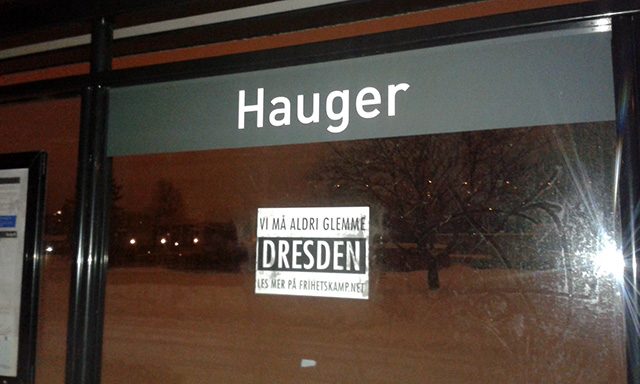 Hauger
VI MÅ ALDRI GLEMME
DRESDEN
LES MER PÅ FRIHETSKAMP.NET